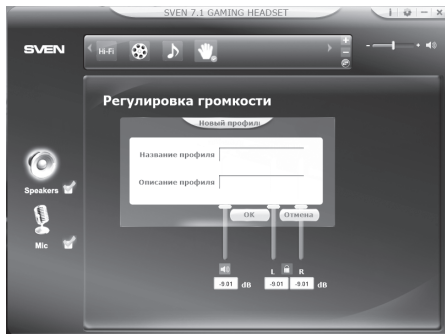 SVEN 7.1 GAMING HEADSET
SVEN
Hi-Fi
Регулировка громкости
Новый профиль
Название профиля
Описание профиля
OK
Отмена
Speakers
Mic
L
R
-9.01 dB
-9.01
-9.01 dB